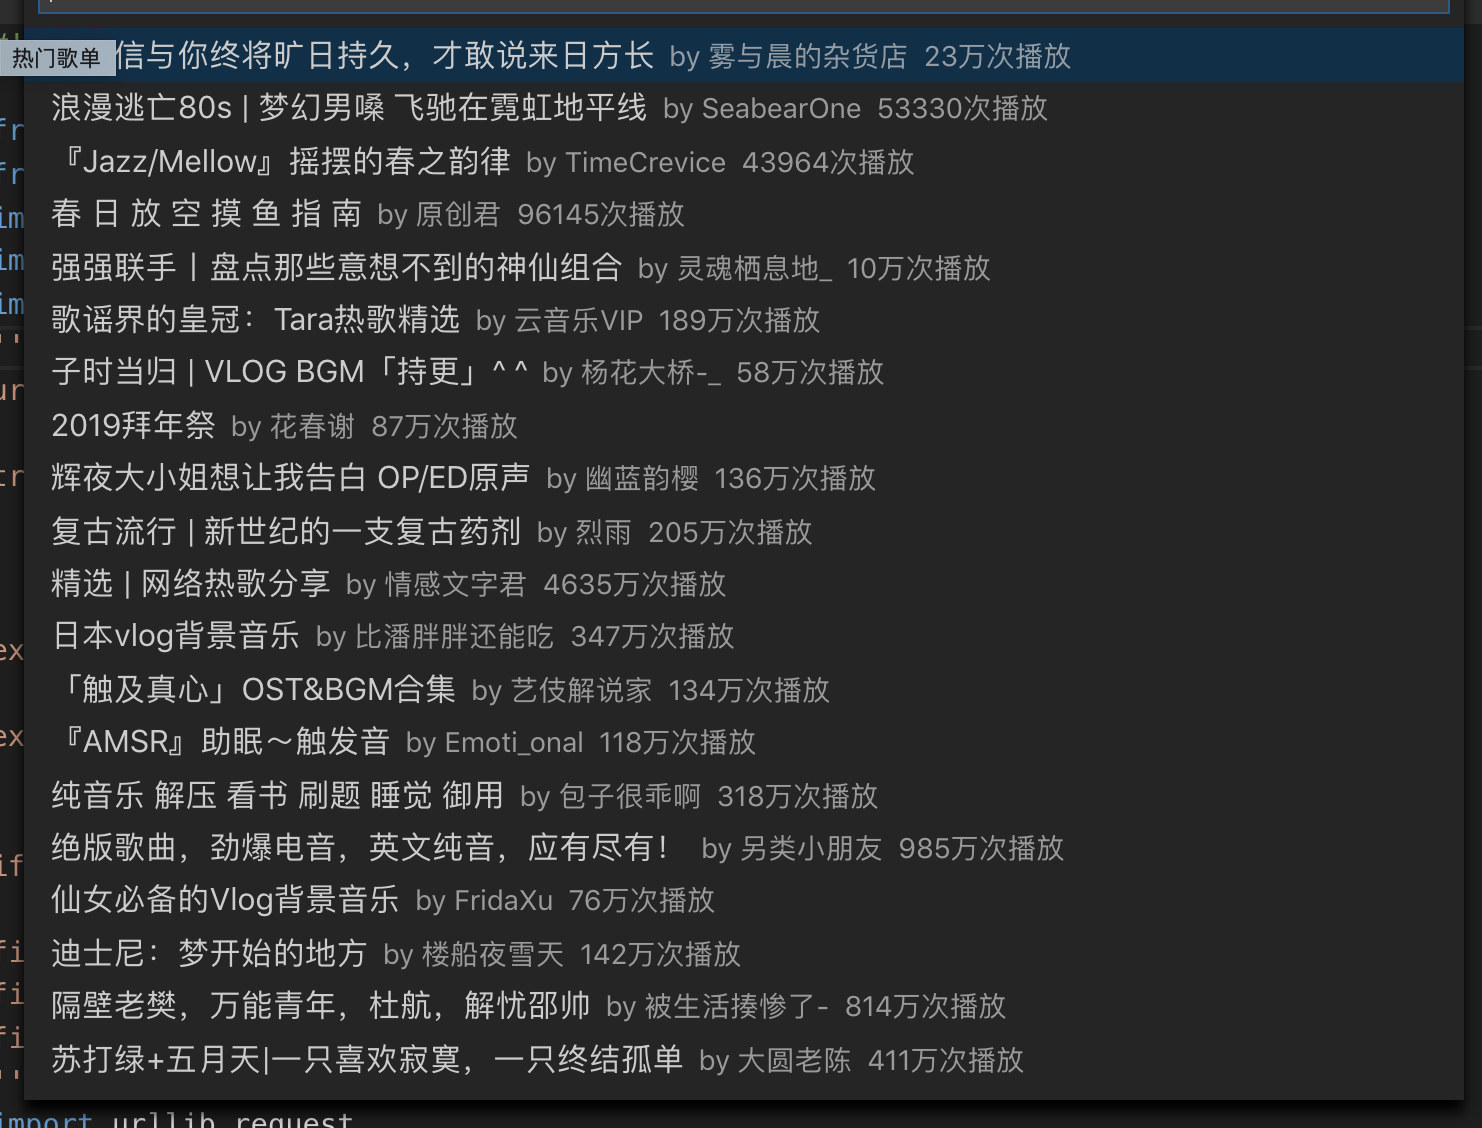 热门歌单
信与你终将旷日持久，才敢说来日方长 by 雾与晨的杂货店 23万次播放
浪漫逃亡80s | 梦幻男嗓 飞驰在霓虹地平线 by SeabearOne 53330次播放
『Jazz/Mellow』摇摆的春之韵律 by TimeCrevice 43964次播放
春 日 放 空 摸 鱼 指 南 by 原创君 96145次播放
强强联手丨盘点那些意想不到的神仙组合 by 灵魂栖息地_ 10万次播放
歌谣界的皇冠：Tara热歌精选 by 云音乐VIP 189万次播放
子时当归 | VLOG BGM「持更」^ ^ by 杨花大桥-_ 58万次播放
2019拜年祭 by 花春谢 87万次播放
辉夜大小姐想让我告白 OP/ED原声 by 幽蓝韵樱 136万次播放
复古流行 | 新世纪的一支复古药剂 by 烈雨 205万次播放
精选 | 网络热歌分享 by 情感文字君 4635万次播放
日本vlog背景音乐 by 比潘胖胖还能吃 347万次播放
「触及真心」OST&BGM合集 by 艺伎解说家 134万次播放
『AMSR』助眠～触发音 by Emoti_onal 118万次播放
纯音乐 解压 看书 刷题 睡觉 御用 by 包子很乖啊 318万次播放
绝版歌曲，劲爆电音，英文纯音，应有尽有！ by 另类小朋友 985万次播放
仙女必备的Vlog背景音乐 by FridaXu 76万次播放
迪士尼：梦开始的地方 by 楼船夜雪天 142万次播放
隔壁老樊，万能青年，杜航，解忧邵帅 by 被生活揍惨了- 814万次播放
苏打绿+五月天|一只喜欢寂寞，一只终结孤单 by 大圆老陈 411万次播放
import urllib.request